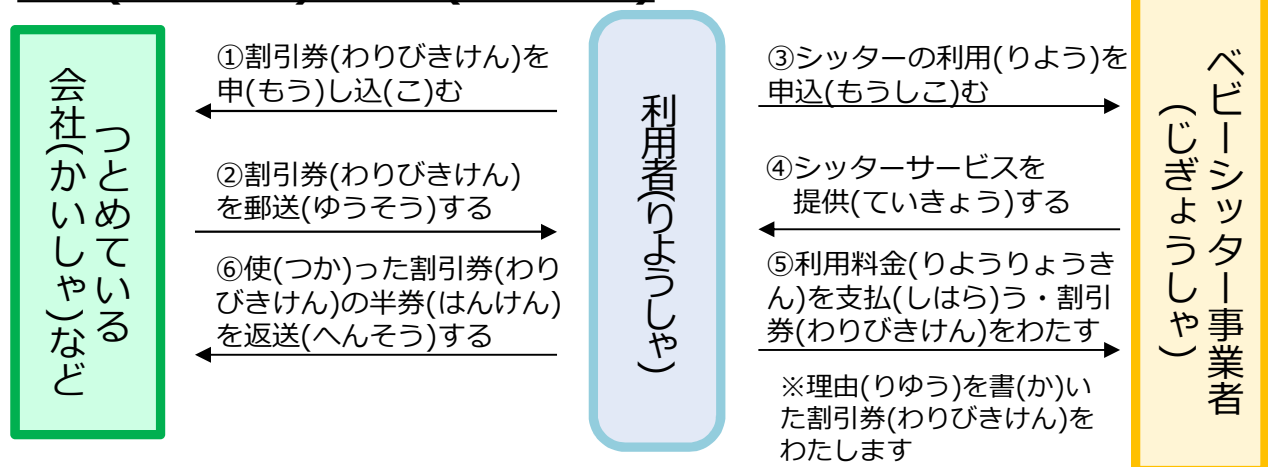 つとめている
会社(かいしゃ)など
①割引券(わりびきけん)を
申(もう)し込(こ)む
②割引券(わりびきけん)
を郵送(ゆうそう)する
⑥使(つか)った割引券(わり
びきけん)の半券(はんけん)
を返送(へんそう)する
利用者(りようしゃ)
③シッターの利用(りよう)を
申込(もうしこ)む
④シッターサービスを
提供(ていきょう)する
⑤利用料金(りようりょうき
ん)を支払(しはら)う・割引
券(わりびきけん)をわたす
※理由(りゆう)を書(か)い
た割引券(わりびきけん)を
わたします
ベビーシッター事業者
(じぎょうしゃ)